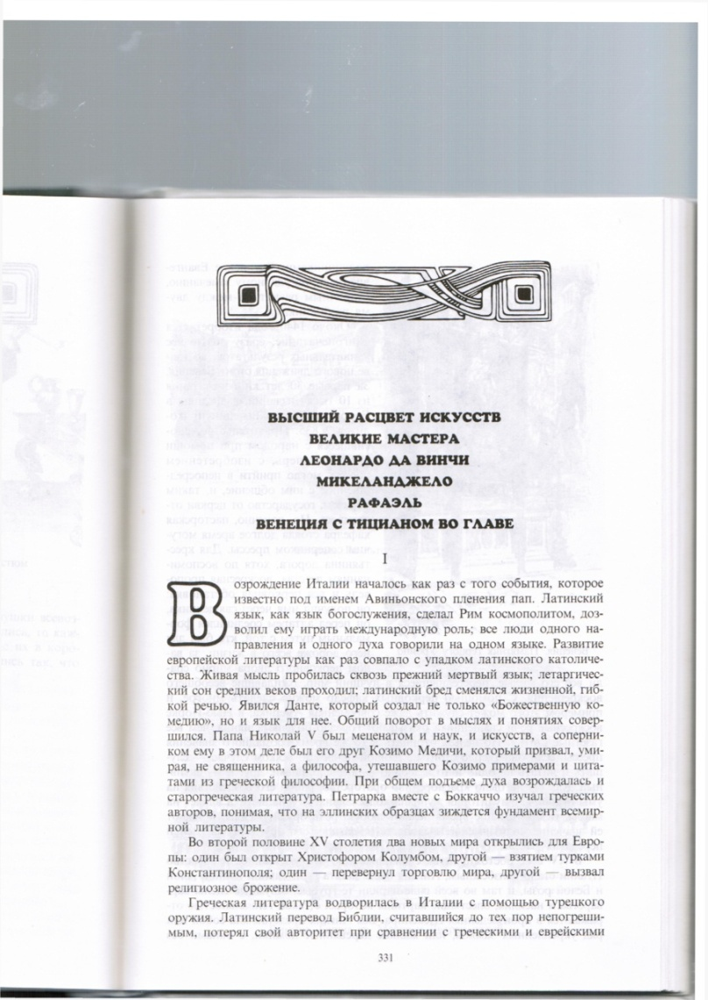 ВЫСШИЙ РАСЦВЕТ ИСКУССТВ
ВЕЛИКИЕ МАСТЕРА
ЛЕОНАРДО ДА ВИНЧИ
МИКЕЛАНДЖЕЛО
РАФАЭЛЬ
ВЕНЕЦИЯ С ТИЦИАНОМ ВО ГЛАВЕ
I
Возрождение Италии началось как раз с того события, которое
известно под именем Авиньонского пленения пап. Латинский
язык, как язык богослужения, сделал Рим космополитом, доз-
волил ему играть международную роль; все люди одного на-
правления и одного духа говорили на одном языке. Развитие
европейской литературы как раз совпало с упадком латинского католиче-
ства. Живая мысль пробилась сквозь прежний мертвый язык; летаргичес-
кий сон средних веков проходил; латинский бред сменялся жизненной, гиб-
кой речью. Явился Данте, который создал не только «Божественную ко-
медию», но и язык для нее. Общий поворот в мыслях и понятиях совер-
шился. Папа Николай V был меценатом и наук, и искусств, а соперни-
ком ему в этом деле был его друг Козимо Медичи, который призвал, уми-
рая, не священника, а философа, утешавшего Козимо примерами и цита-
тами из греческой философии. При общем подъеме духа возрождалась и
старогреческая литература. Петрарка вместе с Боккаччо изучал греческих
авторов, понимая, что на эллинских образцах зиждется фундамент всемир-
ной литературы.
Во второй половине XV столетия два новых мира открылись для Евро-
пы: один был открыт Христофором Колумбом, другой — взятием турками
Константинополя; один — перевернул торговлю мира, другой — вызвал
религиозное брожение.
Греческая литература водворилась в Италии с помощью турецкого
оружия. Латинский перевод Библии, считавшийся до тех пор непогреши-
мым, потерял свой авторитет при сравнении с греческими и еврейскими
331